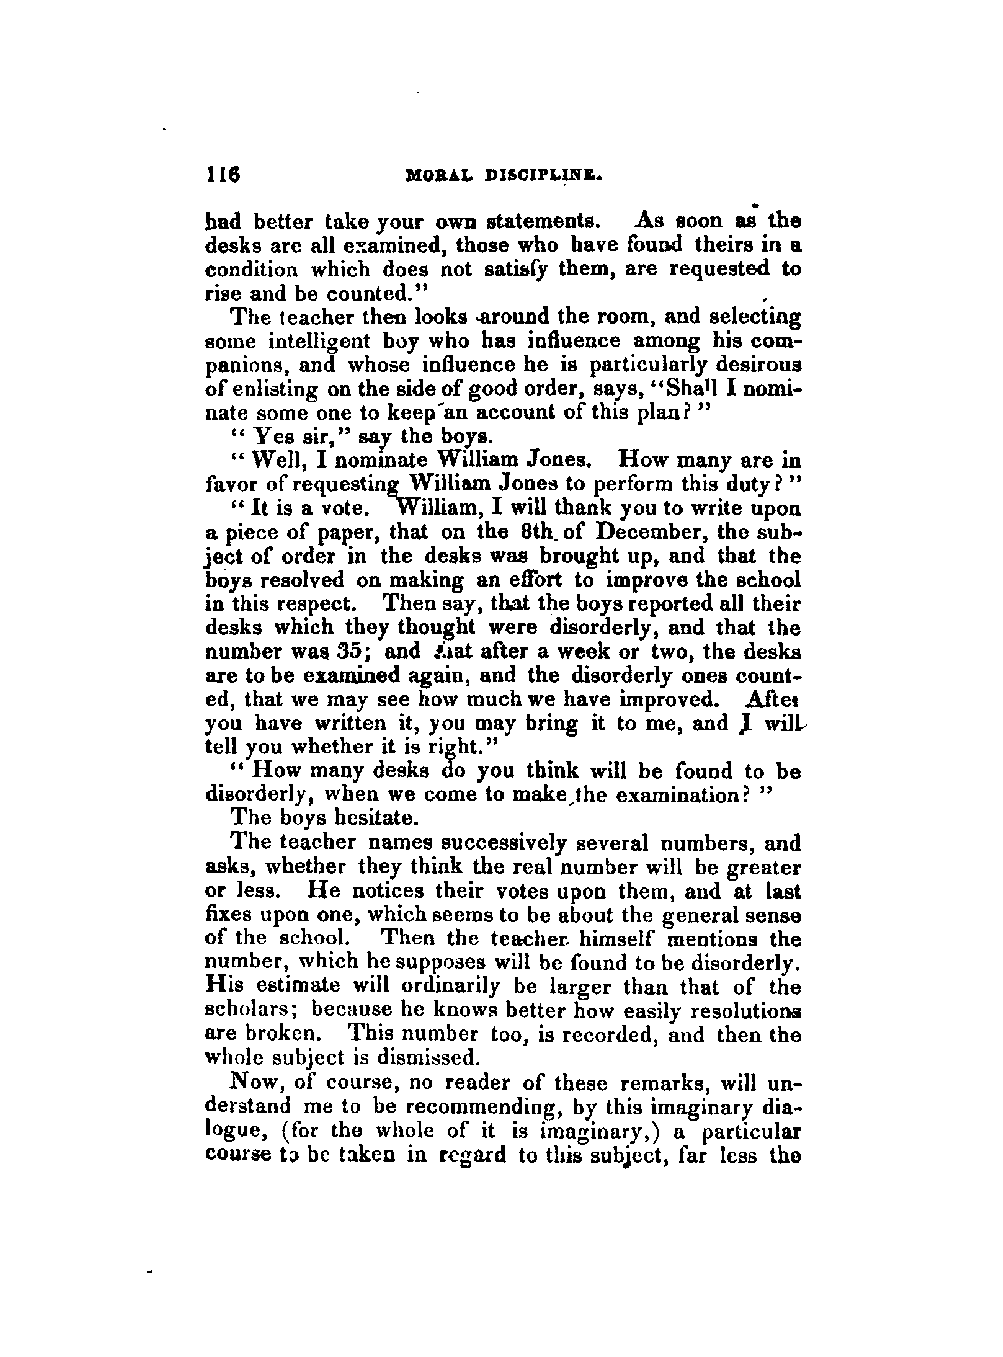 116 MORAL DISCIPLINE.
had better take your own statements. As soon as the
desks are all examined, those who have found theirs in a
condition which does not satisfy them, are requested to
rise and be counted."
The teacher then looks around the room, and selecting
some intelligent boy who has influence among his com-
panions, and whose influence he is particularly desirous
of enlisting on the side of good order, says, "Shall I nomi-
nate some one to keep an account of this plan?"
"Yes sir," say the boys.
"Well, I nominate William Jones. How many are in
favor of requesting William Jones to perform this duty?"
"It is a vote. William, I will thank you to write upon
a piece of paper, that on the 8th of December, the sub-
ject of order in the desks was brought up, and that the
boys resolved on making an effort to improve the school
in this respect. Then say, that the boys reported all their
desks which they thought were disorderly, and that the
number was 35; and that after a week or two, the desks
are to be examined again, and the disorderly ones count-
ed, that we may see how much we have improved. After
you have written it, you may bring it to me, and I will
tell you whether it is right."
"How many desks do you think will be found to be
disorderly, when we come to make the examination?"
The boys hesitate.
The teacher names successively several numbers, and
asks, whether they think the real number will be greater
or less. He notices their votes upon them, and at last
fixes upon one, which seems to be about the general sense
of the school. Then the teacher himself mentions the
number, which he supposes will be found to be disorderly.
His estimate will ordinarily be larger than that of the
scholars; because he knows better how easily resolutions
are broken. This number too, is recorded, and then the
whole subject is dismissed.
Now, of course, no reader of these remarks, will un-
derstand me to be recommending, by this imaginary dia-
logue, (for the whole of it is imaginary,) a particular
course to be taken in regard to this subject, far less the